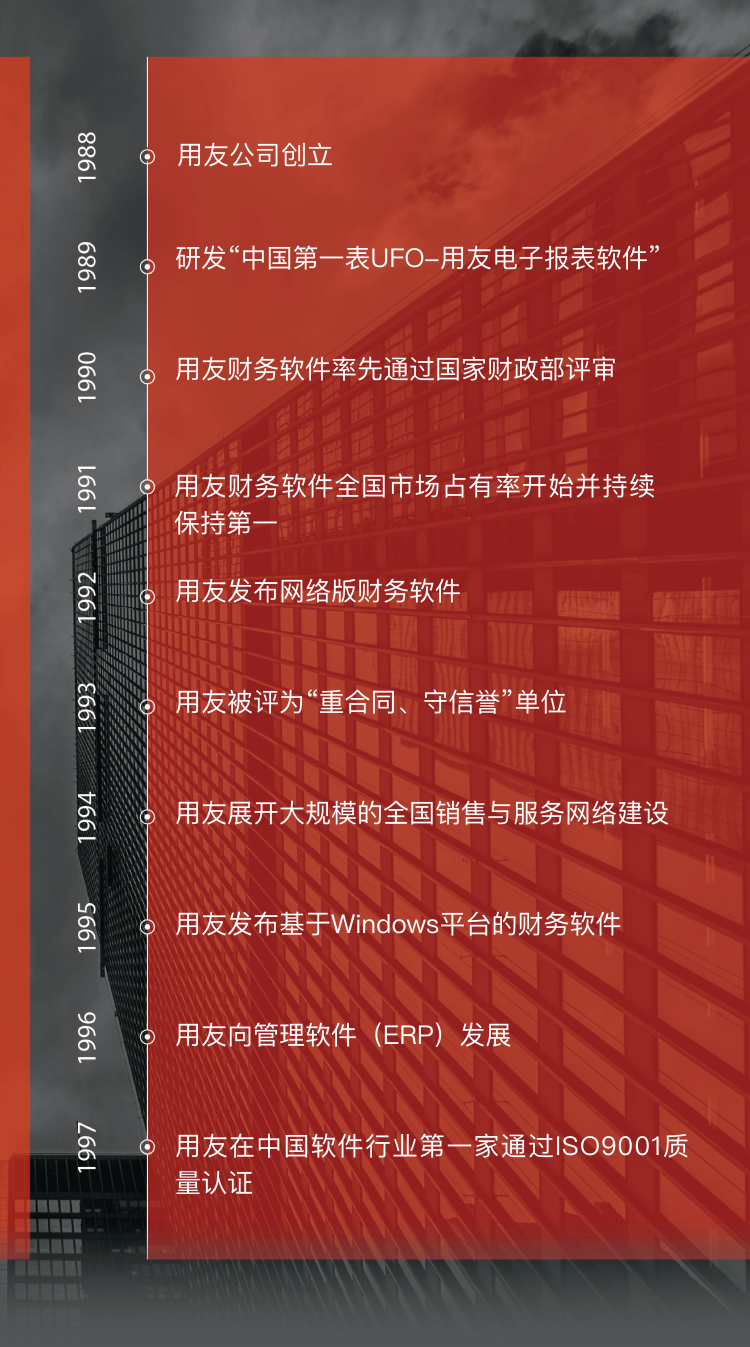 1988
用友公司创立
1989
研发“中国第一表UFO–用友电子报表软件”
1990
用友财务软件率先通过国家财政部评审
1991
用友财务软件全国市场占有率开始并持续
保持第一
1992
用友发布网络版财务软件
1993
用友被评为“重合同、守信誉”单位
1994
用友展开大规模的全国销售与服务网络建设
1995
用友发布基于Windows平台的财务软件
1996
用友向管理软件（ERP）发展
1997
用友在中国软件行业第一家通过ISO9001质
量认证